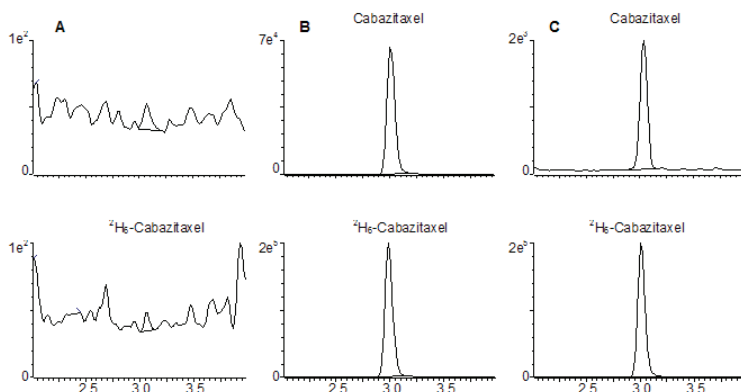 A B Cabazitaxel C Cabazitaxel
1e² 7e⁴ 2e³
0 0 0
²H₆-Cabazitaxel ²H₆-Cabazitaxel ²H₆-Cabazitaxel
1e² 2e⁵ 2e⁵
0 0 0
2.5 3.0 3.5 2.5 3.0 3.5 2.5 3.0 3.5